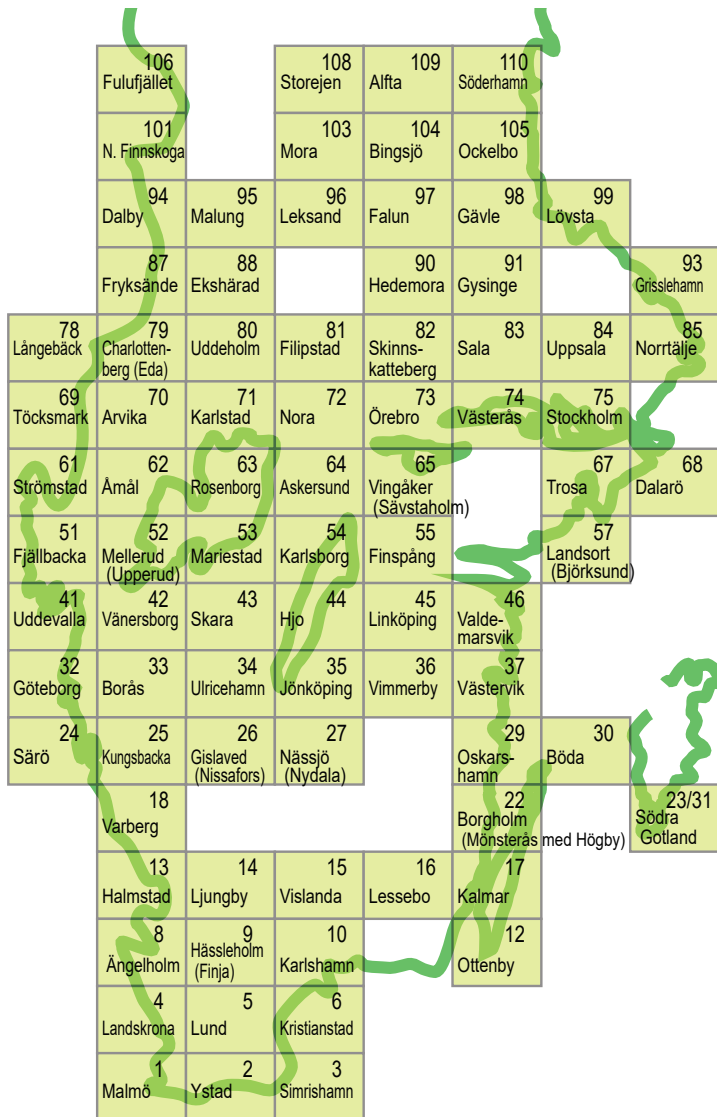 106 108 109 110
Fulufjället Storejen Alfta Söderhamn
101 103 104 105
N. Finnskoga Mora Bingsjö Ockelbo
94 95 96 97 98 99
Dalby Malung Leksand Falun Gävle Lövsta
87 88 90 91 93
Fryksände Ekshärad Hedemora Gysinge Grisslehamn
78 79 80 81 82 83 84 85
Långebäck Charlotten- Uddeholm Filipstad Skinns- Sala Uppsala Norrtälje
berg (Eda) katteberg
69 70 71 72 73 74 75
Töcksmark Arvika Karlstad Nora Örebro Västerås Stockholm
61 62 63 64 65 67 68
Strömstad Åmål Rosenborg Askersund Vingåker Trosa Dalarö
(Sävstaholm)
51 52 53 54 55 57
Fjällbacka Mellerud Mariestad Karlsborg Finspång Landsort
(Upperud) (Björksund)
41 42 43 44 45 46
Uddevalla Vänersborg Skara Hjo Linköping Valde-
marsvik
32 33 34 35 36 37
Göteborg Borås Ulricehamn Jönköping Vimmerby Västervik
24 25 26 27 29 30
Särö Kungsbacka Gislaved Nässjö Oskars- Böda
(Nissafors) (Nydala) hamn
18 22 23/31
Varberg Borgholm Södra
(Mönsterås med Högby) Gotland
13 14 15 16 17
Halmstad Ljungby Vislanda Lessebo Kalmar
8 9 10 12
Ängelholm Hässleholm Karlshamn Ottenby
(Finja)
4 5 6
Landskrona Lund Kristianstad
1 2 3
Malmö Ystad Simrishamn